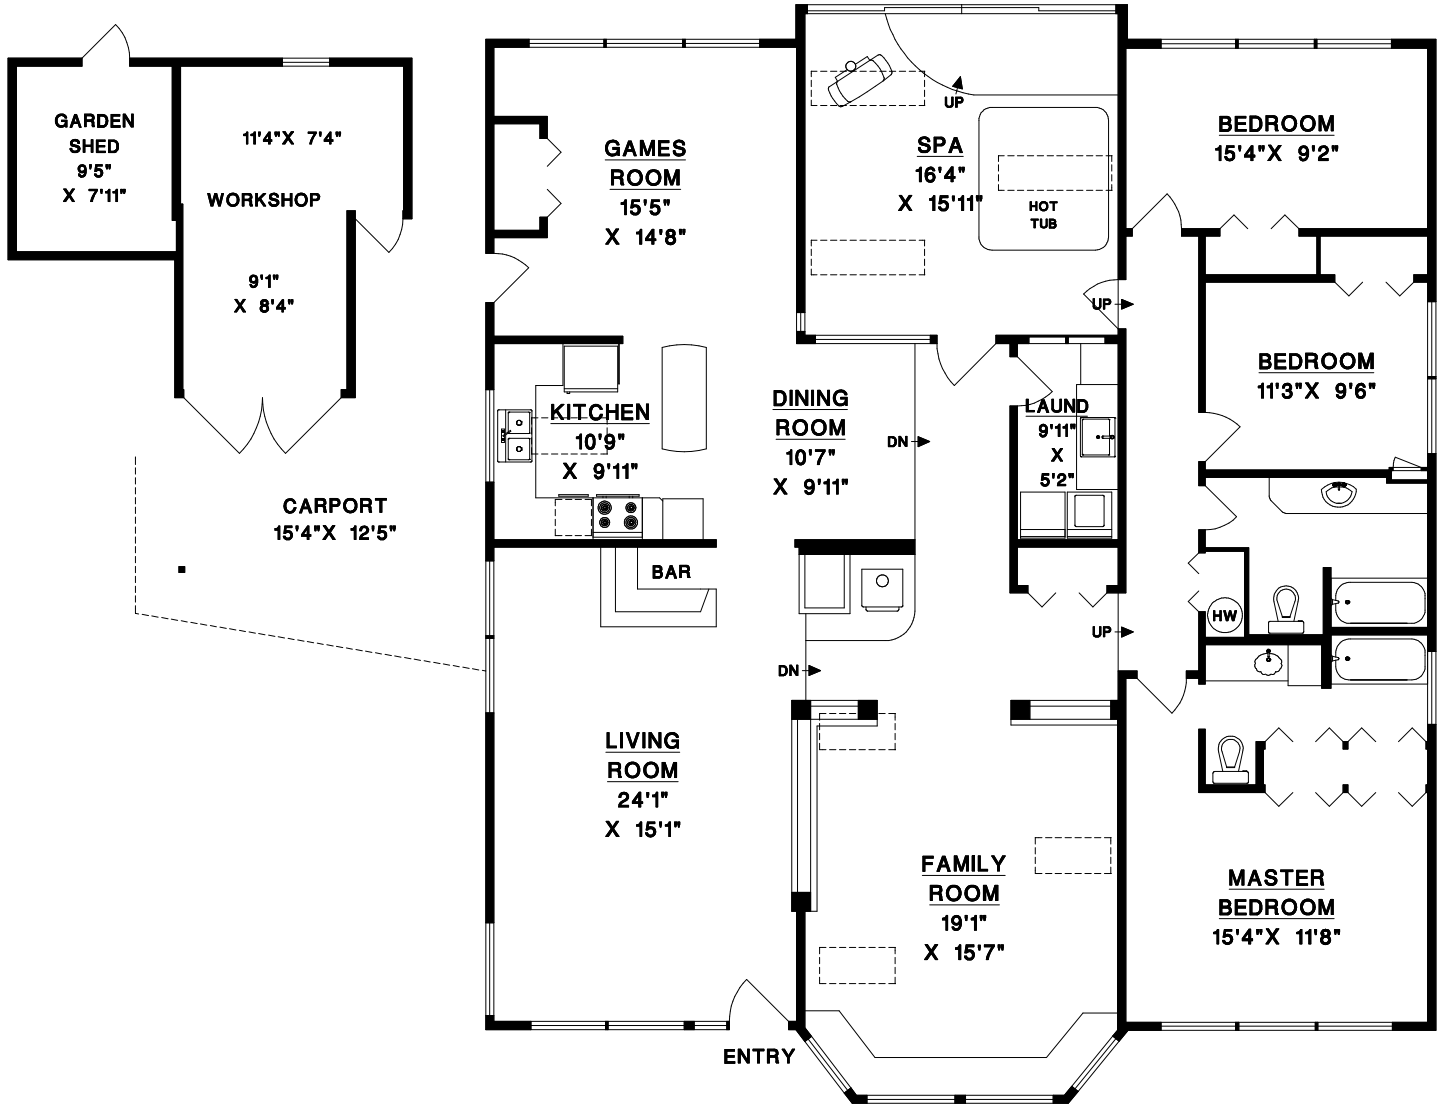 GARDEN
SHED
9'5"
X 7'11"
11'4"X 7'4"
WORKSHOP
9'1"
X 8'4"
CARPORT
15'4"X 12'5"
GAMES
ROOM
15'5"
X 14'8"
SPA
16'4"
X 15'11"
UP
HOT
TUB
UP
BEDROOM
15'4"X 9'2"
BEDROOM
11'3"X 9'6"
KITCHEN
10'9"
X 9'11"
DINING
ROOM
10'7"
X 9'11"
DN
LAUND
9'11"
X
5'2"
BAR
HW
UP
DN
LIVING
ROOM
24'1"
X 15'1"
FAMILY
ROOM
19'1"
X 15'7"
MASTER
BEDROOM
15'4"X 11'8"
ENTRY